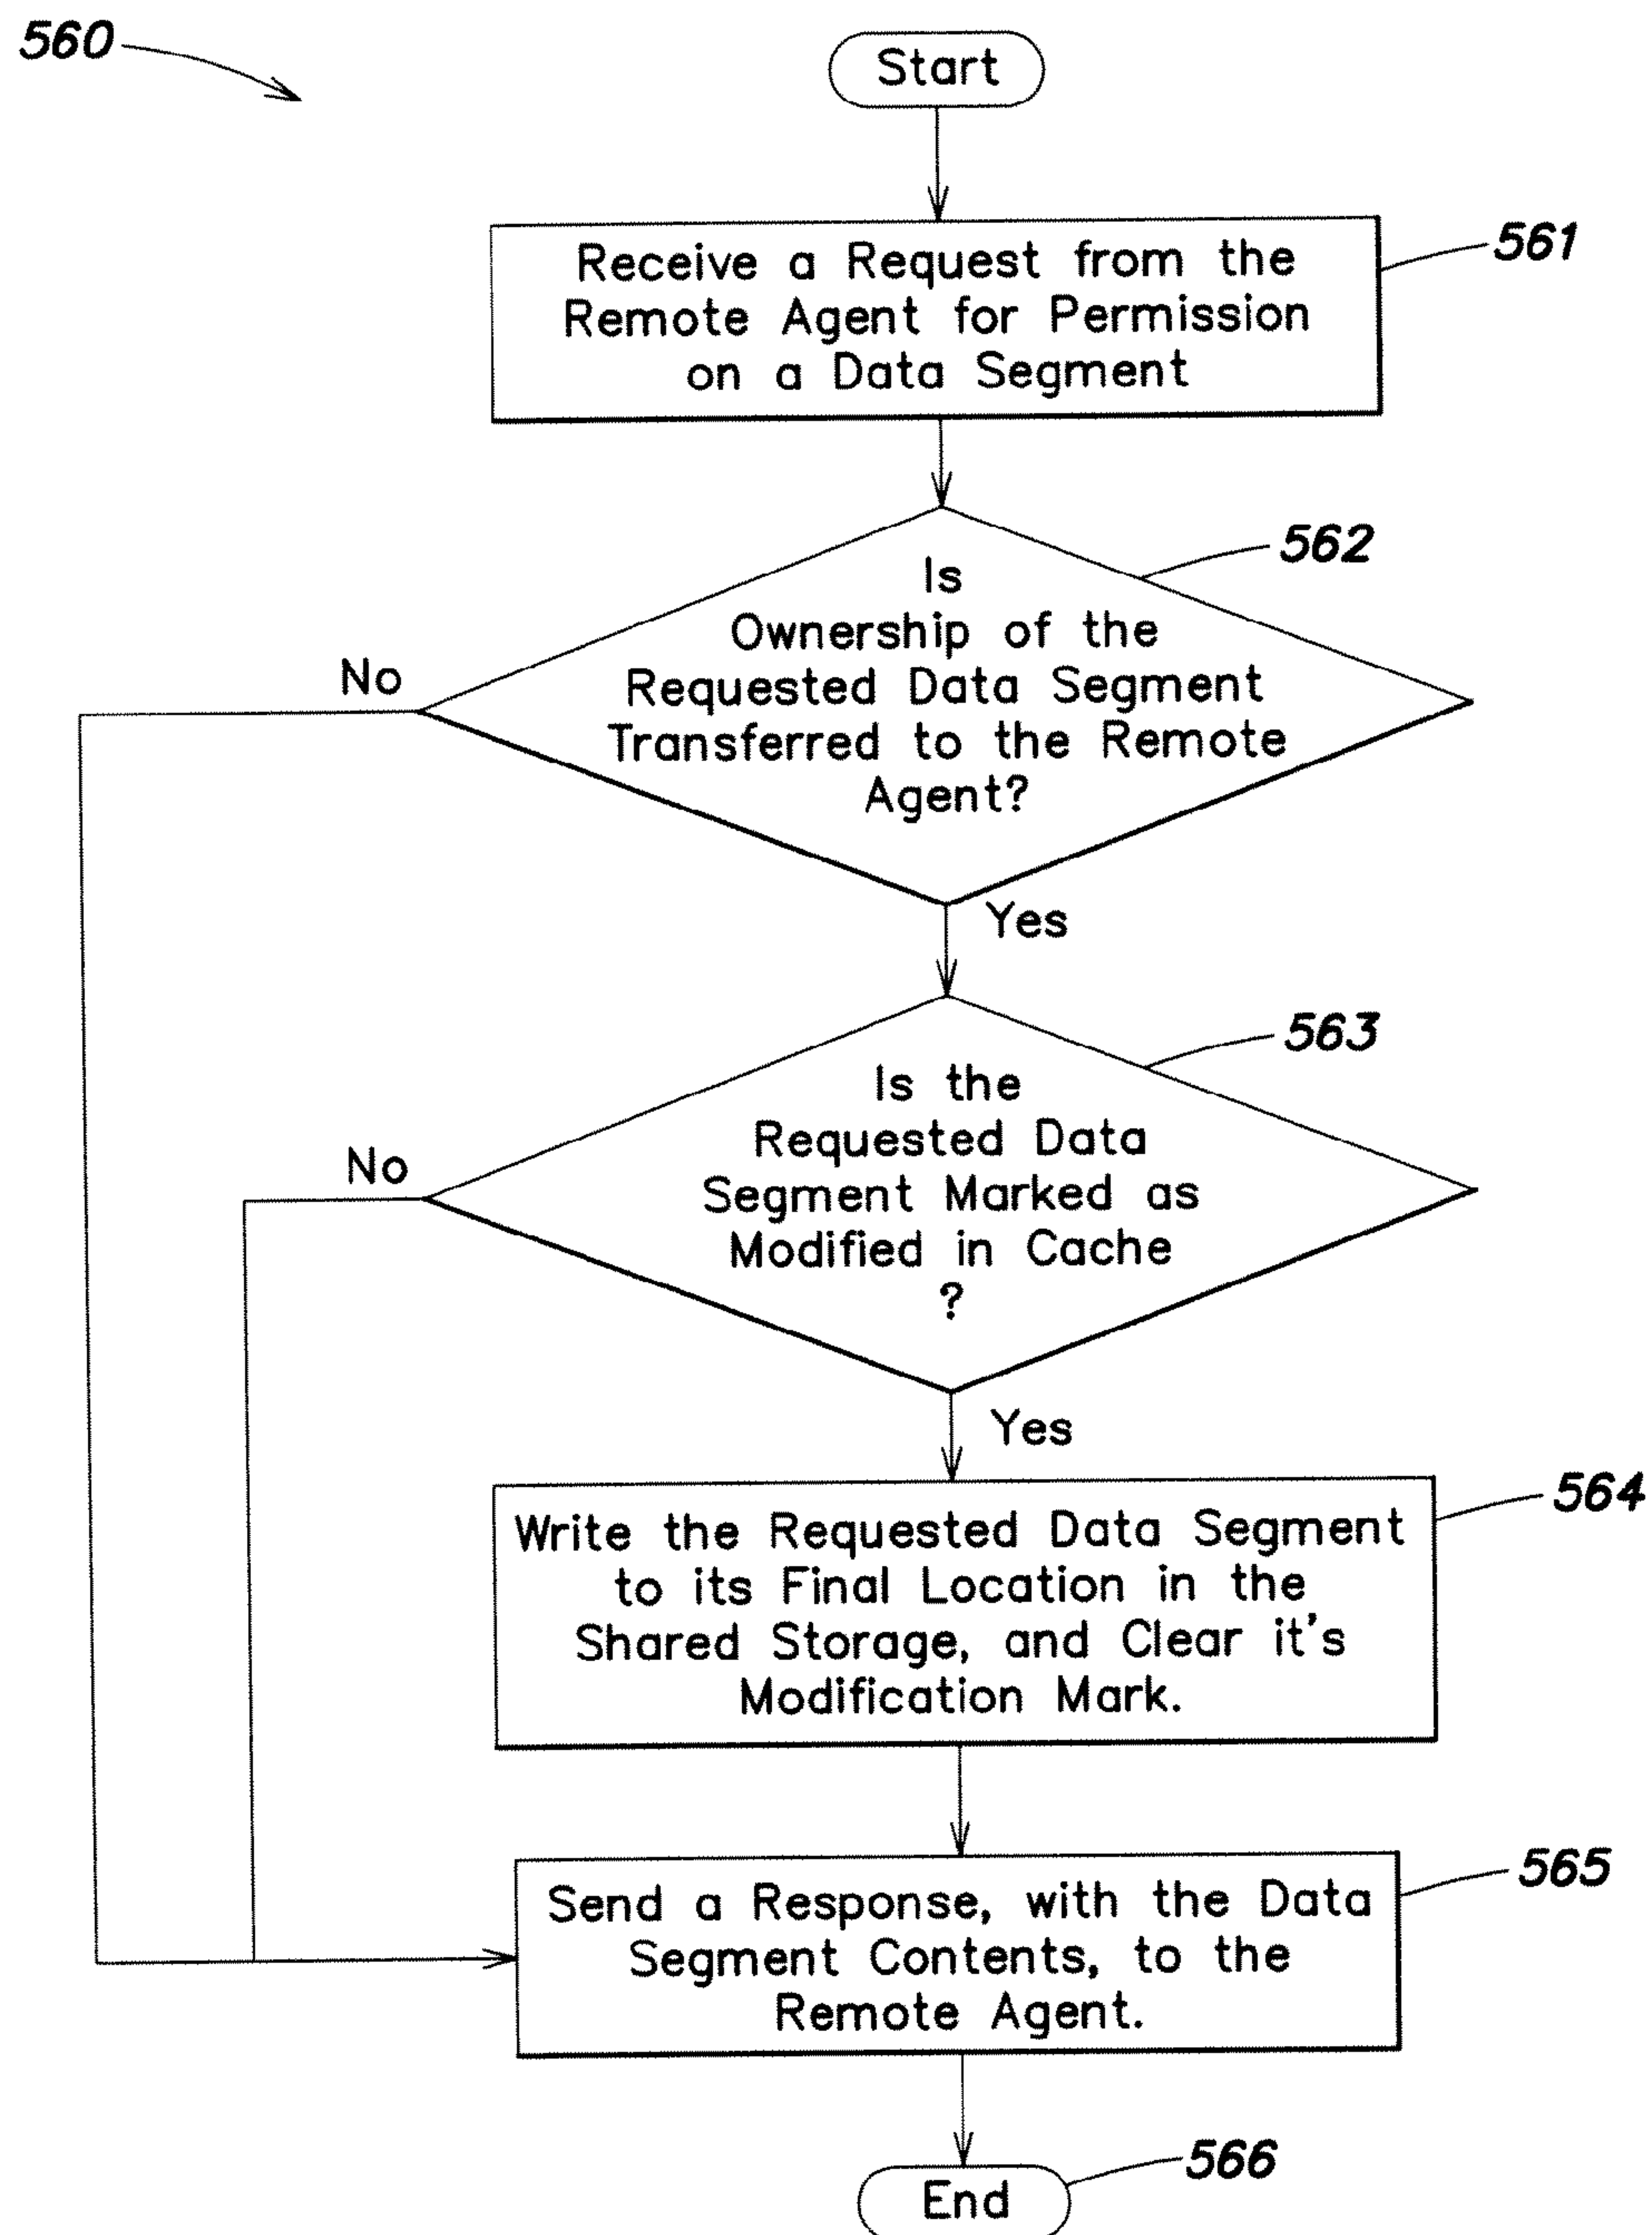 560
Start
Receive a Request from the
Remote Agent for Permission
on a Data Segment
561
Is
Ownership of the
Requested Data Segment
Transferred to the Remote
Agent?
562
No
Yes
Is the
Requested Data
Segment Marked as
Modified in Cache
?
563
No
Yes
Write the Requested Data Segment
to its Final Location in the
Shared Storage, and Clear it's
Modification Mark.
564
Send a Response, with the Data
Segment Contents, to the
Remote Agent.
565
End
566